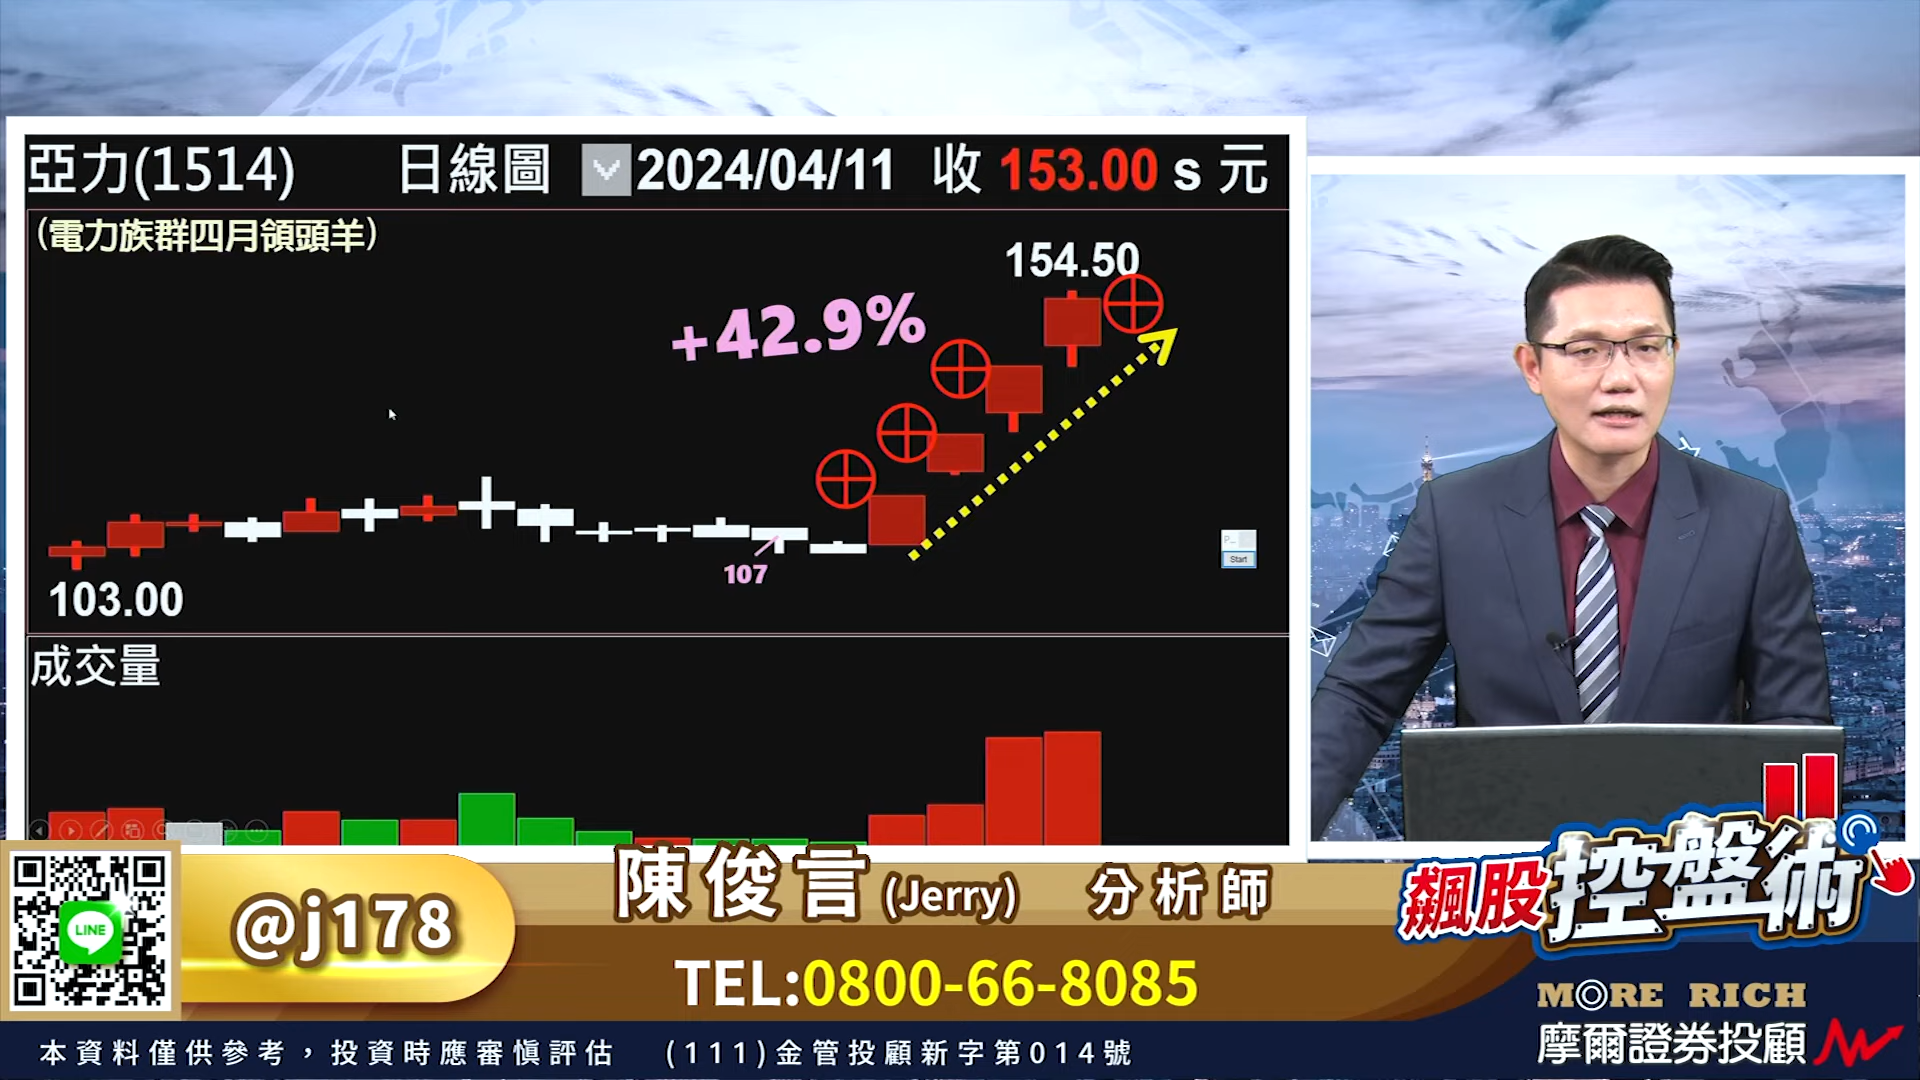 亞力(1514) 日線圖 2024/04/11 收 153.00 s 元
(電力族群四月領頭羊)
154.50
+42.9%
107
103.00
Start
成交量
LINE
@j178
陳俊言 (Jerry) 分析師
TEL:0800-66-8085
飆股控盤術
MORE RICH
摩爾證券投顧
本資料僅供參考，投資時應審慎評估 (111)金管投顧新字第014號